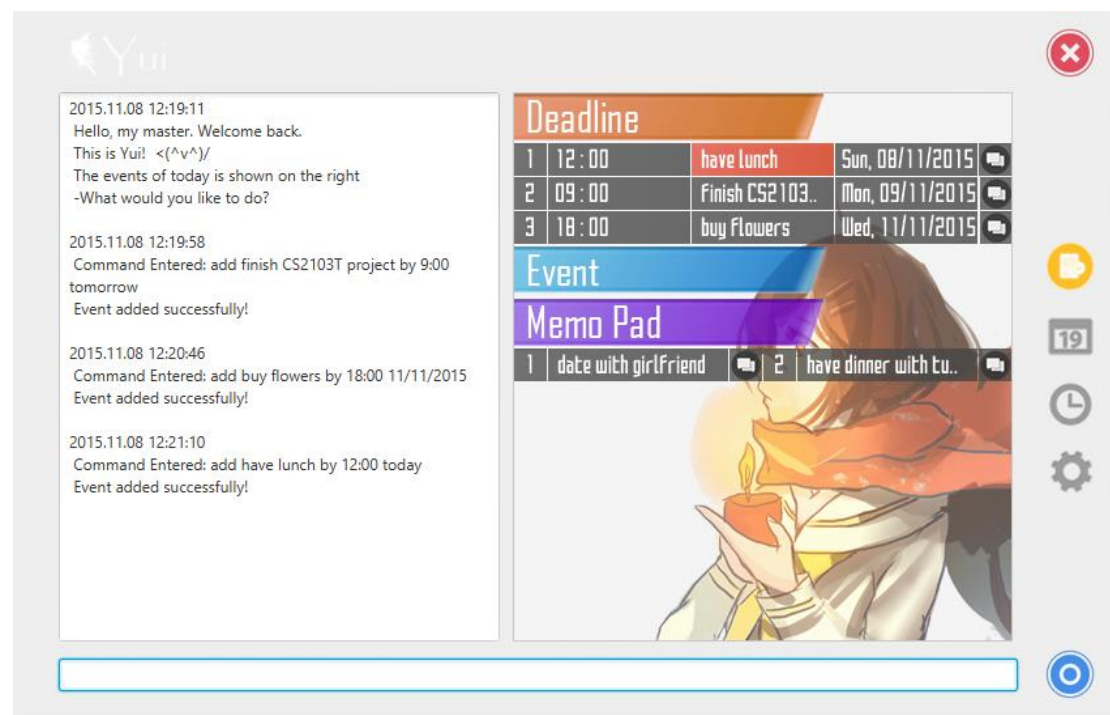 Yui
2015.11.08 12:19:11
Hello, my master. Welcome back.
This is Yui!  <(^v^)/
The events of today is shown on the right
-What would you like to do?
2015.11.08 12:19:58
Command Entered: add finish CS2103T project by 9:00
tomorrow
Event added successfully!
2015.11.08 12:20:46
Command Entered: add buy flowers by 18:00 11/11/2015
Event added successfully!
2015.11.08 12:21:10
Command Entered: add have lunch by 12:00 today
Event added successfully!
Deadline
1 12:00 have lunch Sun, 08/11/2015
2 09:00 finish CS2103.. Mon, 09/11/2015
3 18:00 buy flowers Wed, 11/11/2015
Event
Memo Pad
1 date with girlfriend 2 have dinner with tu..
19